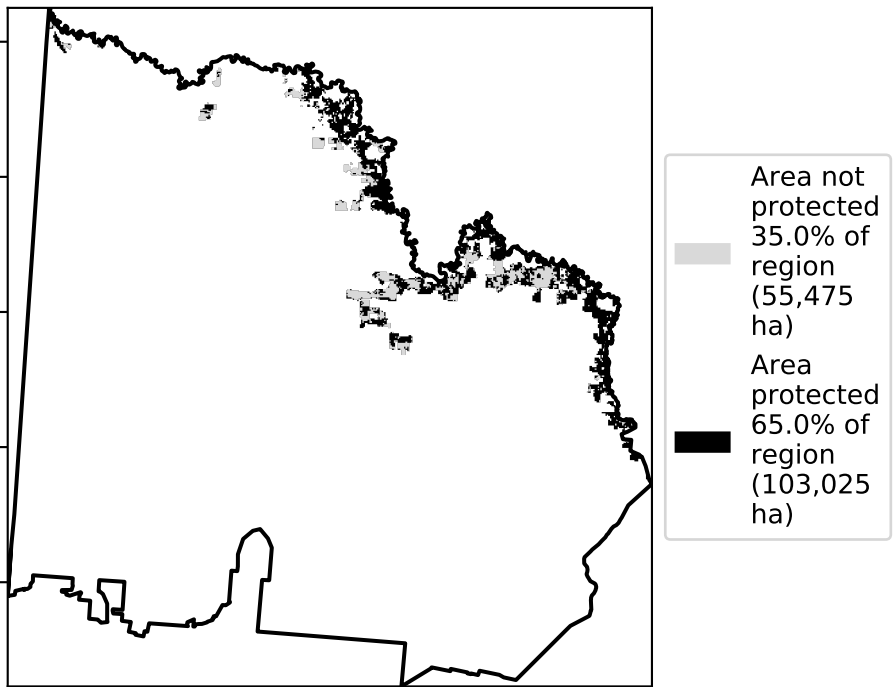 Area not
protected
35.0% of
region
(55,475
ha)
Area
protected
65.0% of
region
(103,025
ha)